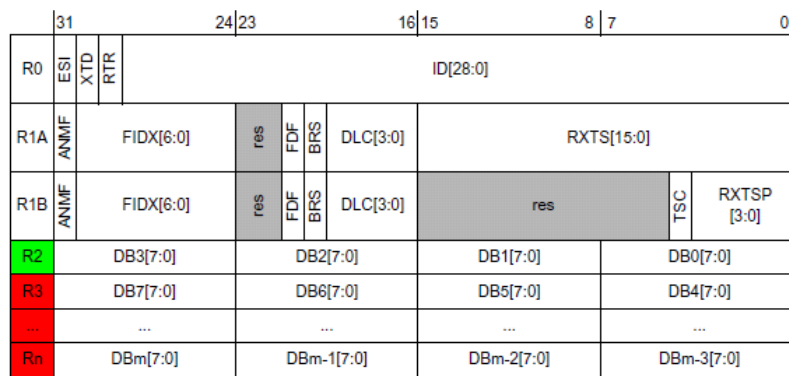 31 24 23 16 15 8 7 0
R0 ESI XTD RTR ID[28:0]
R1A ANMF FIDX[6:0] res FDF BRS DLC[3:0] RXTS[15:0]
R1B ANMF FIDX[6:0] res FDF BRS DLC[3:0] res TSC RXTSP
[3:0]
R2 DB3[7:0] DB2[7:0] DB1[7:0] DB0[7:0]
R3 DB7[7:0] DB6[7:0] DB5[7:0] DB4[7:0]
... ... ... ... ...
Rn DBm[7:0] DBm-1[7:0] DBm-2[7:0] DBm-3[7:0]